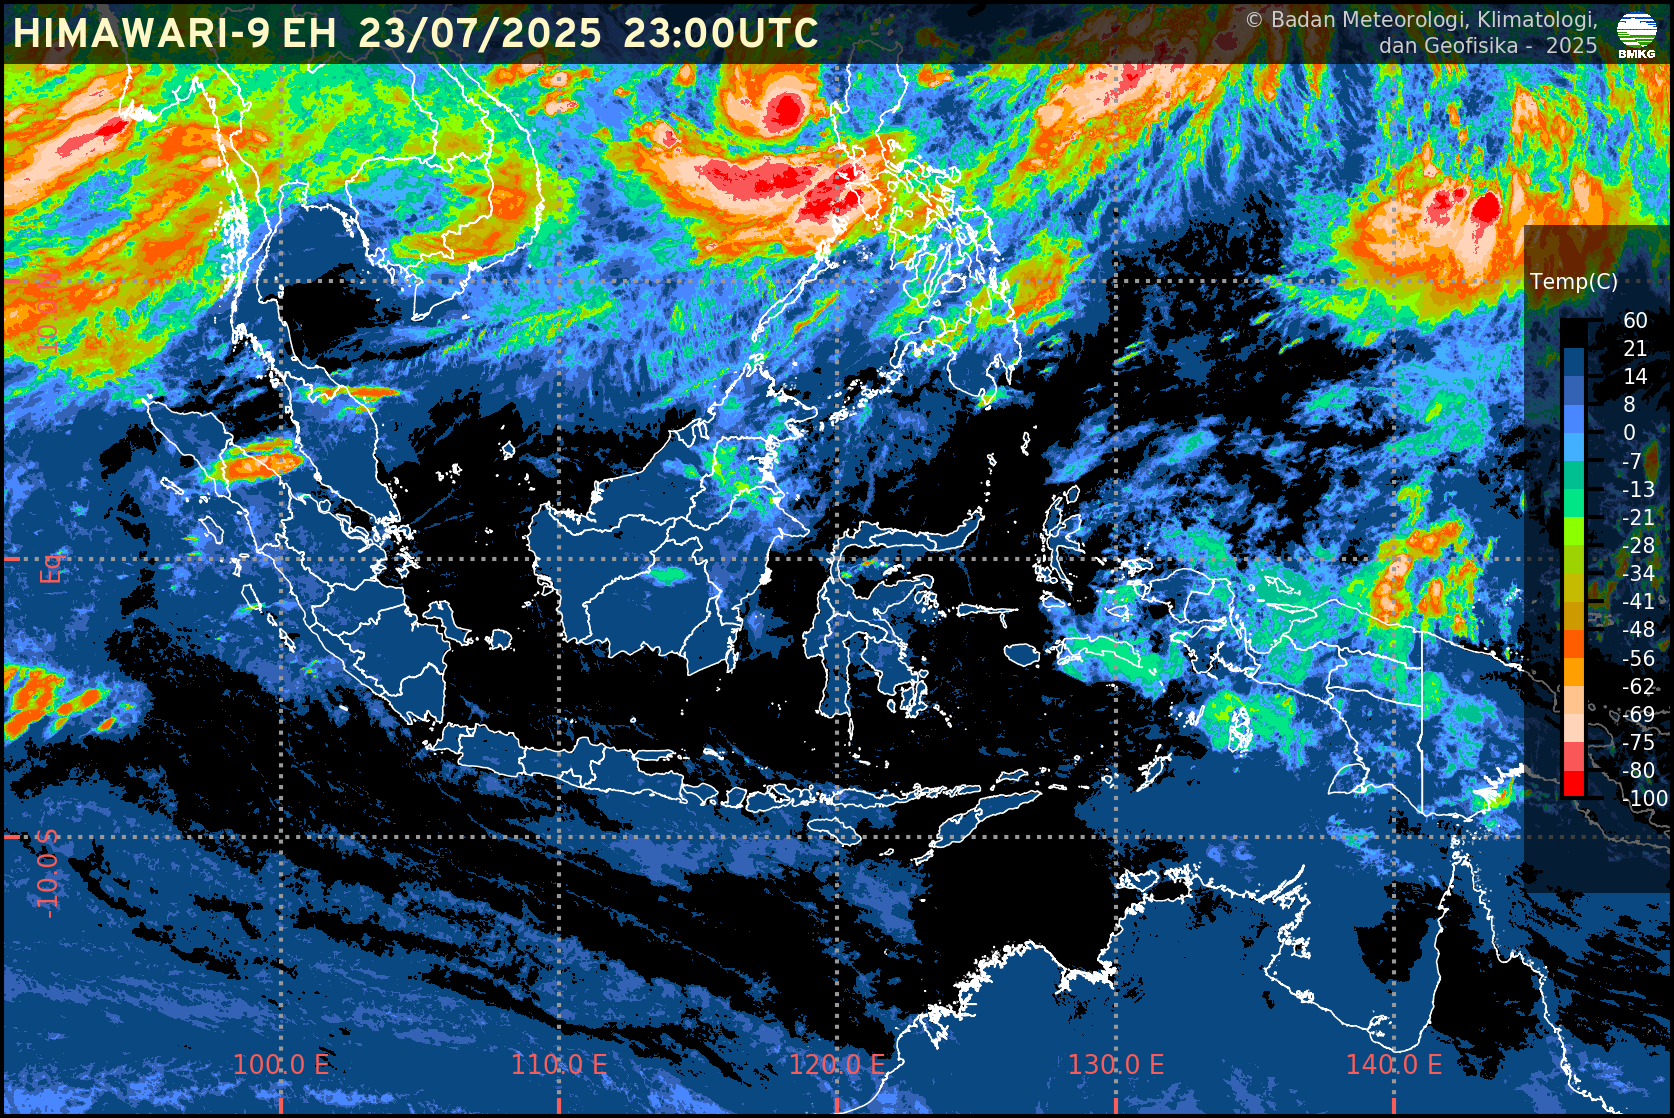 HIMAWARI-9 EH 23/07/2025 23:00UTC
© Badan Meteorologi, Klimatologi,
dan Geofisika - 2025
BMKG
10.0 N
Temp(C)
60
21
14
8
0
-7
-13
-21
-28
-34
-41
-48
-56
-62
-69
-75
-80
-100
Eq
-10.0 S
100.0 E
110.0 E
120.0 E
130.0 E
140.0 E